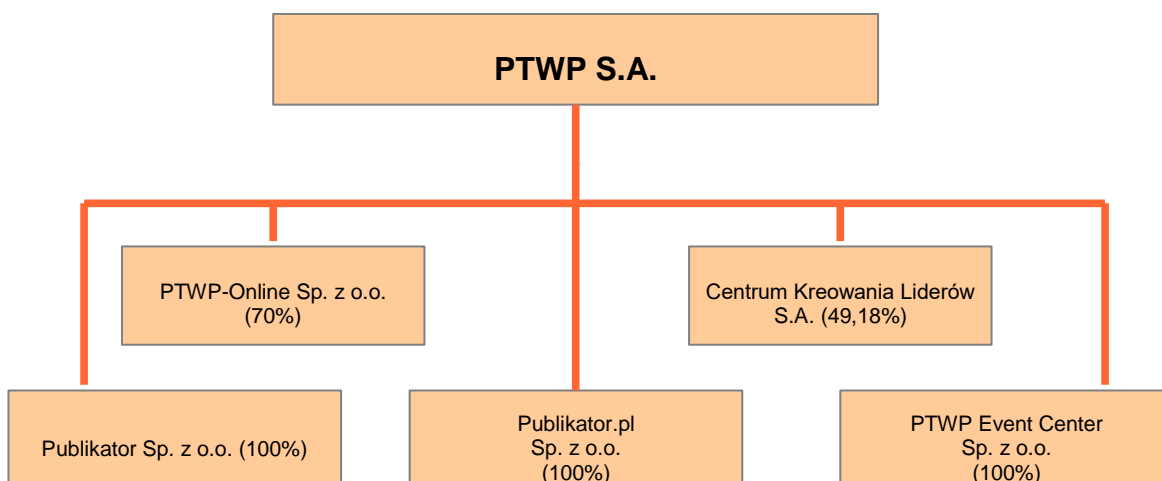 PTWP S.A.
PTWP-Online Sp. z o.o.
(70%)
Centrum Kreowania Liderów
S.A. (49,18%)
Publikator Sp. z o.o. (100%)
Publikator.pl
Sp. z o.o.
(100%)
PTWP Event Center
Sp. z o.o.
(100%)